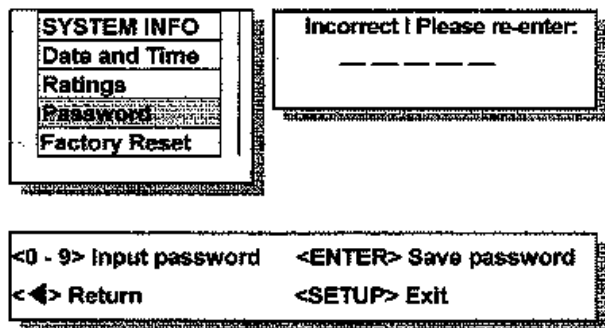 SYSTEM INFO
Date and Time
Ratings
Password
Factory Reset
Incorrect ! Please re-enter:
_ _ _ _ _
<0 - 9> Input password
<ENTER> Save password
<◀> Return
<SETUP> Exit